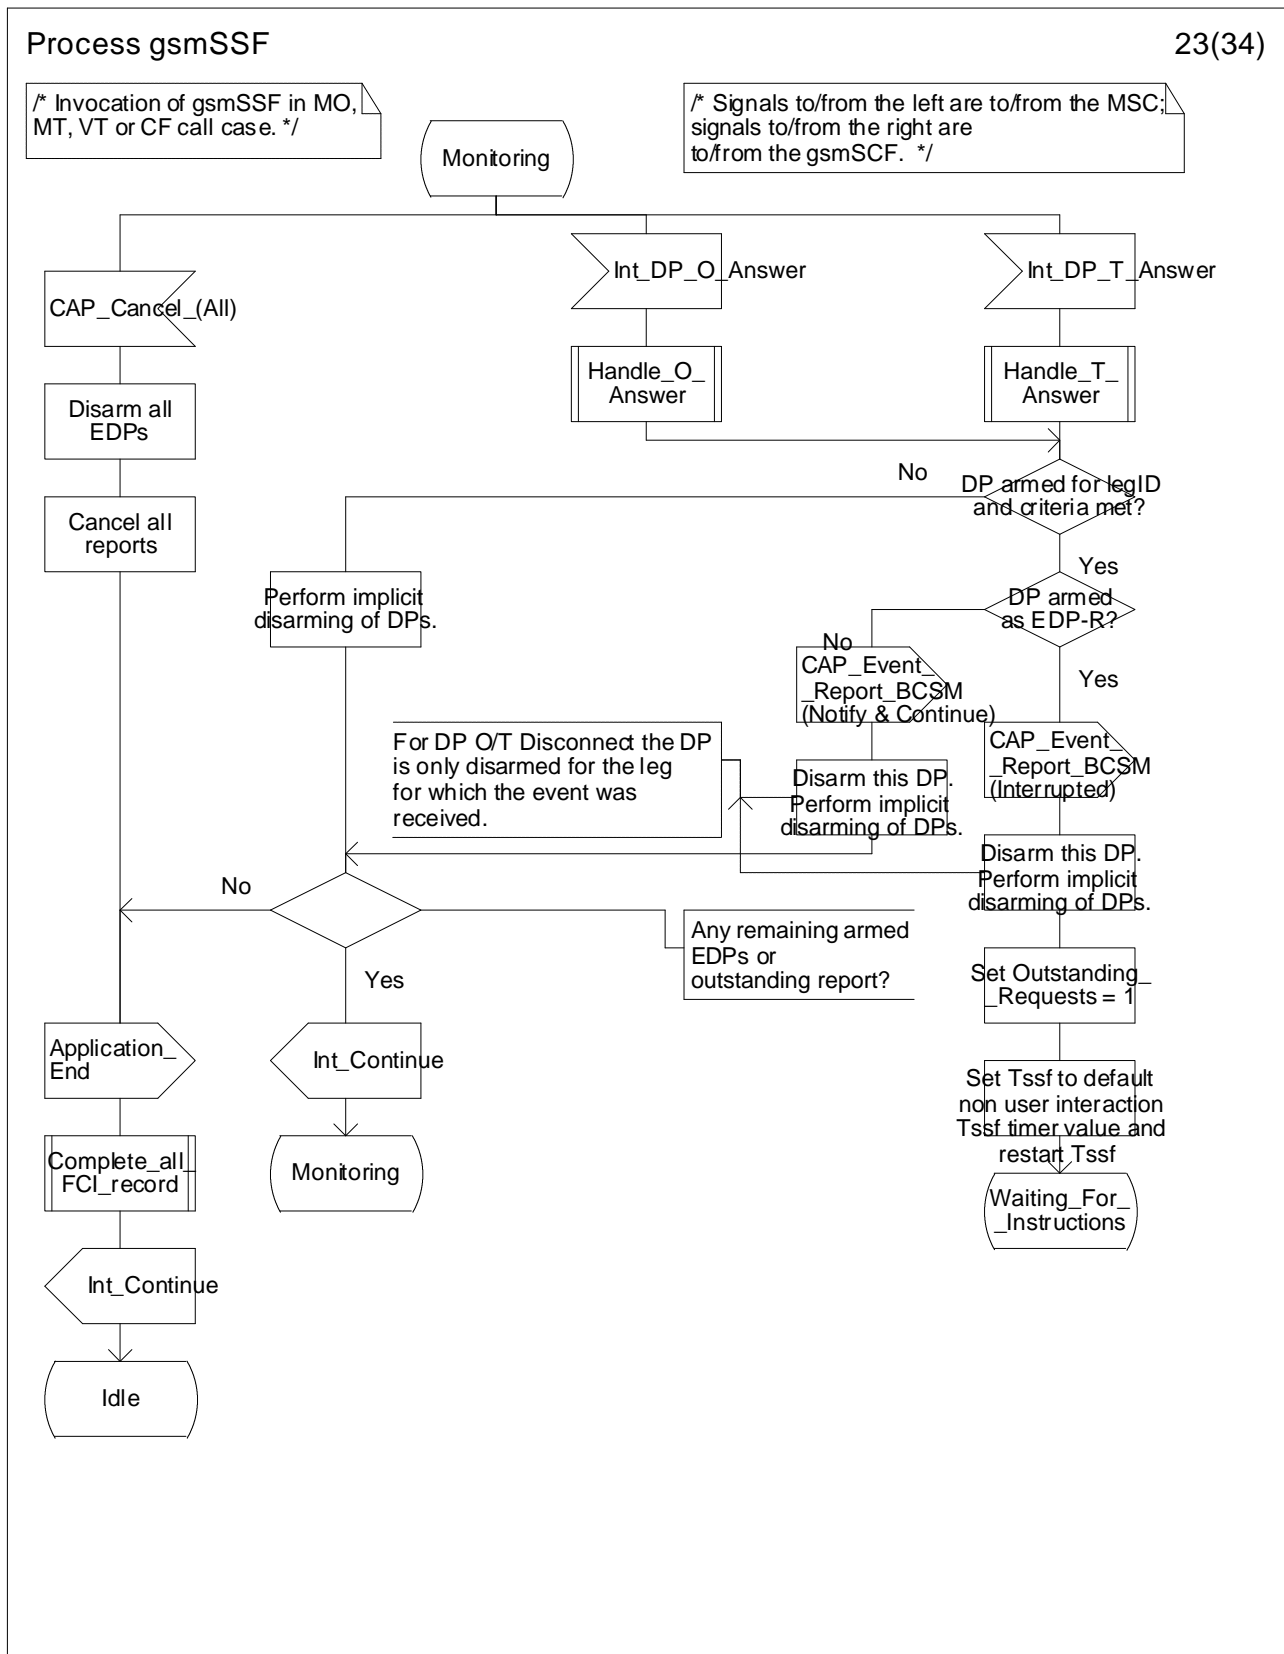 Process gsmSSF
23(34)
/* Invocation of gsmSSF in MO,
MT, VT or CF call case. */
/* Signals to/from the left are to/from the MSC;
signals to/from the right are
to/from the gsmSCF. */
Monitoring
CAP_Cancel_(All)
Int_DP_O_Answer
Int_DP_T_Answer
Disarm all
EDPs
Handle_O_
Answer
Handle_T_
Answer
Cancel all
reports
No
DP armed for legID
and criteria met?
Yes
Perform implicit
disarming of DPs.
DP armed
as EDP-R?
No
Yes
CAP_Event_
_Report_BCSM
(Notify & Continue)
CAP_Event_
_Report_BCSM
(Interrupted)
For DP O/T Disconnect the DP
is only disarmed for the leg
for which the event was
received.
Disarm this DP.
Perform implicit
disarming of DPs.
Disarm this DP.
Perform implicit
disarming of DPs.
No
Yes
Any remaining armed
EDPs or
outstanding report?
Set Outstanding_
_Requests = 1
Application_
End
Int_Continue
Set Tssf to default
non user interaction
Tssf timer value and
restart Tssf
Complete_all_
FCI_record
Monitoring
Waiting_For_
_Instructions
Int_Continue
Idle